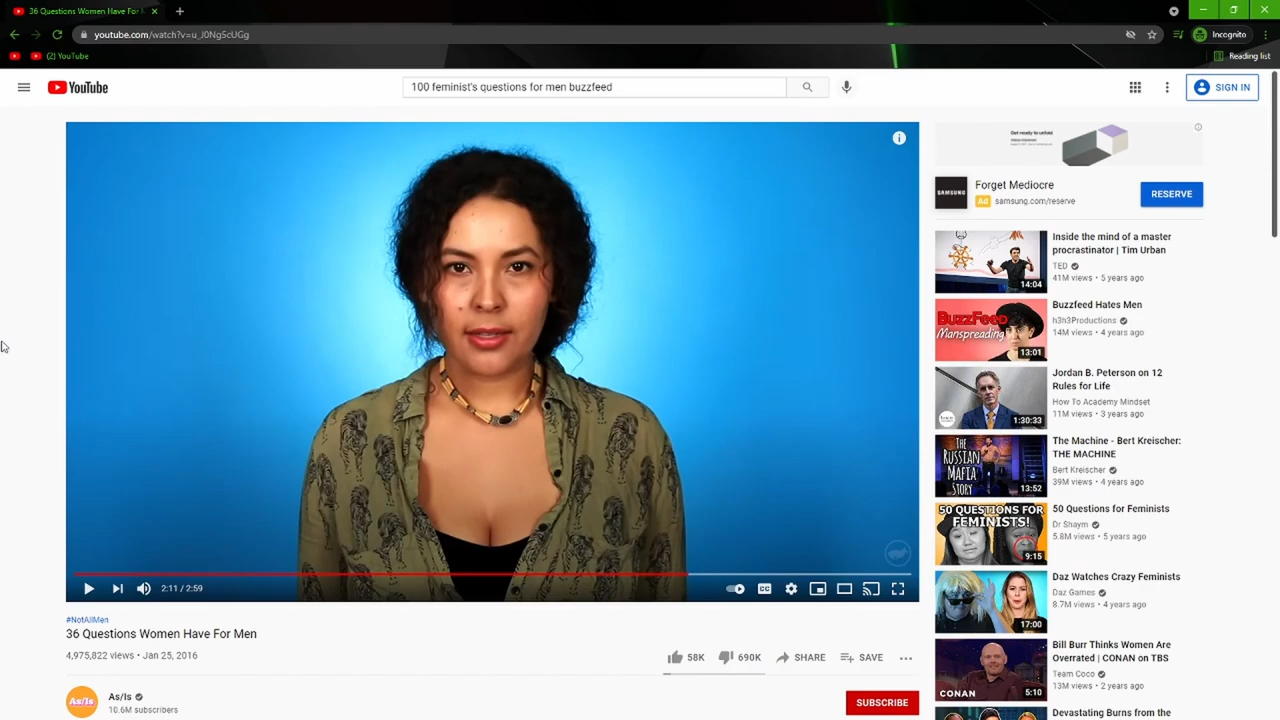 36 Questions Women Have For M
youtube.com/watch?v=u_J0Ng5cUGg
Incognito
(2) YouTube
Reading list
YouTube
100 feminist's questions for men buzzfeed
SIGN IN
Get ready to unfold
SAMSUNG
Forget Mediocre
Ad samsung.com/reserve
RESERVE
Inside the mind of a master
procrastinator | Tim Urban
TED
41M views • 5 years ago
14:04
BuzzFeed
Manspreading
13:01
Buzzfeed Hates Men
h3h3Productions
14M views • 4 years ago
1:30:33
Jordan B. Peterson on 12
Rules for Life
How To Academy Mindset
11M views • 3 years ago
THE
RUSSIAN
MAFIA
STORY
13:52
The Machine - Bert Kreischer:
THE MACHINE
Bert Kreischer
39M views • 4 years ago
50 QUESTIONS FOR
FEMINISTS!
9:15
50 Questions for Feminists
Dr Shaym
5.8M views • 5 years ago
17:00
Daz Watches Crazy Feminists
Daz Games
8.7M views • 4 years ago
CONAN
5:10
Bill Burr Thinks Women Are
Overrated | CONAN on TBS
Team Coco
13M views • 2 years ago
Devastating Burns from the
2:11 / 2:59
CC
#NotAllMen
36 Questions Women Have For Men
4,975,822 views • Jan 25, 2016
58K
690K
SHARE
SAVE
As/Is
As/Is
10.6M subscribers
SUBSCRIBE